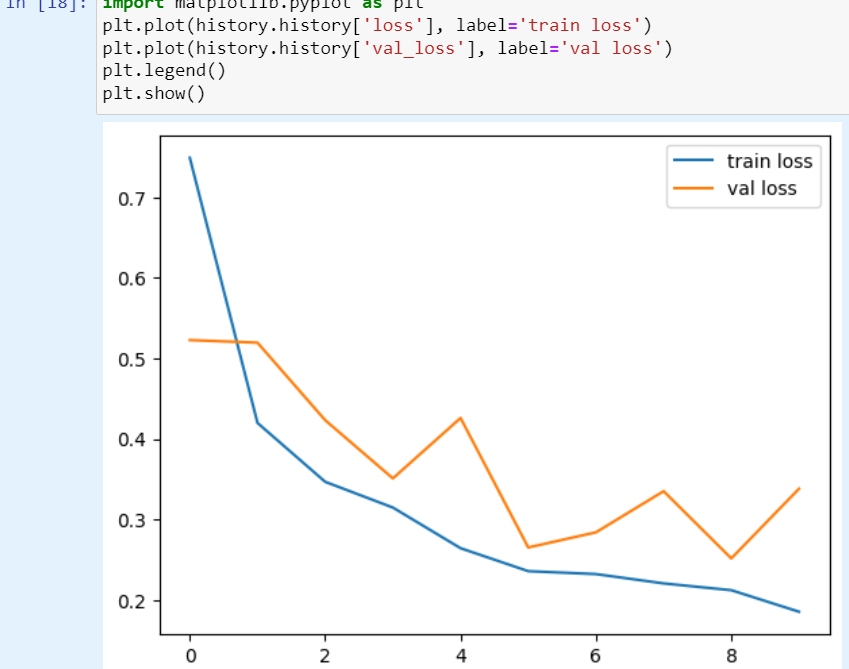 In [18]: import matplotlib.pyplot as plt
plt.plot(history.history['loss'], label='train loss')
plt.plot(history.history['val_loss'], label='val loss')
plt.legend()
plt.show()
train loss
val loss
0.7
0.6
0.5
0.4
0.3
0.2
0 2 4 6 8